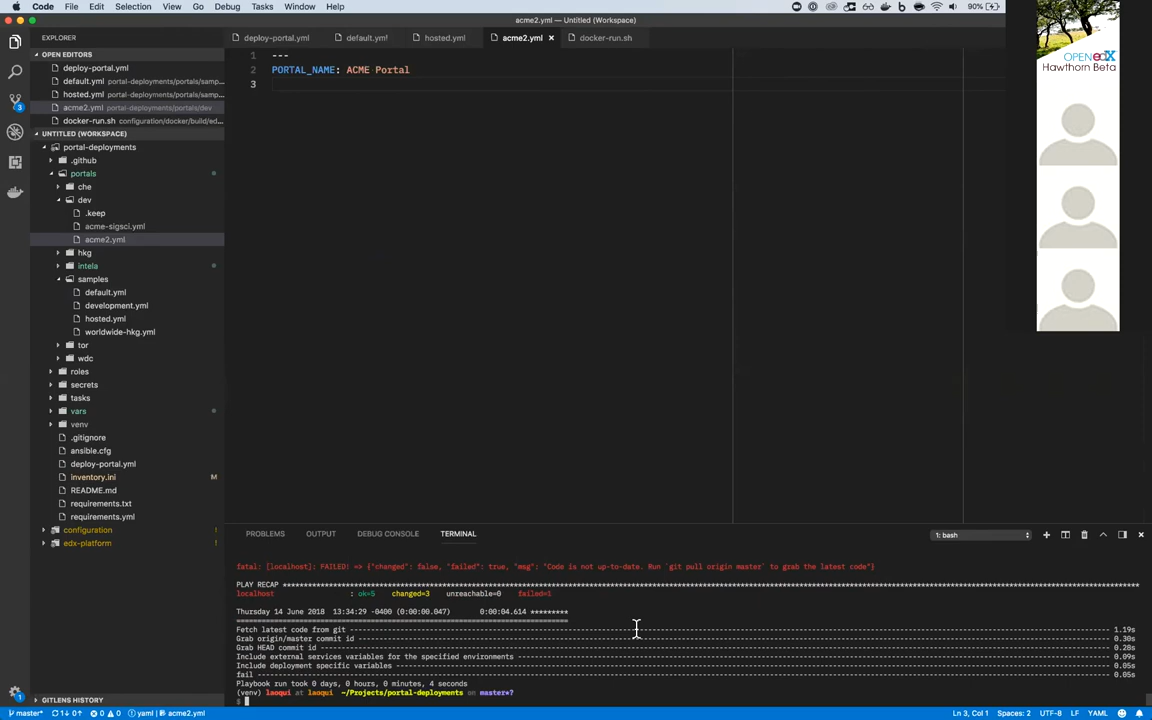 Code File Edit Selection View Go Debug Tasks Window Help
90%
acme2.yml — Untitled (Workspace)
EXPLORER
OPEN EDITORS
deploy-portal.yml
default.yml portal-deployments/portals/samp...
hosted.yml portal-deployments/portals/samp...
acme2.yml portal-deployments/portals/dev
docker-run.sh configuration/docker/build/ed...
UNTITLED (WORKSPACE)
portal-deployments
.github
portals
che
dev
.keep
acme-sigsci.yml
acme2.yml
hkg
intela
samples
default.yml
development.yml
hosted.yml
worldwide-hkg.yml
tor
wdc
roles
secrets
tasks
vars
venv
.gitignore
ansible.cfg
deploy-portal.yml
inventory.ini M
README.md
requirements.txt
requirements.yml
configuration !
edx-platform !
GITLENS HISTORY
deploy-portal.yml default.yml hosted.yml acme2.yml × docker-run.sh
1 ---
2 PORTAL_NAME: ACME Portal
3
OPEN edX
Hawthorn Beta
PROBLEMS OUTPUT DEBUG CONSOLE TERMINAL
1: bash
fatal: [localhost]: FAILED! => {"changed": false, "failed": true, "msg": "Code is not up-to-date. Run `git pull origin master` to grab the latest code"}
PLAY RECAP *********************************************************************
localhost : ok=5 changed=3 unreachable=0 failed=1
Thursday 14 June 2018 13:34:29 -0400 (0:00:00.047) 0:00:04.614 *********
===============================================================================
Fetch latest code from git ----------------------------------------------------- 1.19s
Grab origin/master commit id --------------------------------------------------- 0.30s
Grab HEAD commit id ------------------------------------------------------------ 0.28s
Include external services variables for the specified environments ------------- 0.09s
Include deployment specific variables ------------------------------------------ 0.05s
fail --------------------------------------------------------------------------- 0.05s
Playbook run took 0 days, 0 hours, 0 minutes, 4 seconds
(venv) laoqui at laoqui ~/Projects/portal-deployments on master*?
$
master* 1↓ 0↑ 0 0 {} yaml | acme2.yml
Ln 3, Col 1 Spaces: 2 UTF-8 LF YAML 1